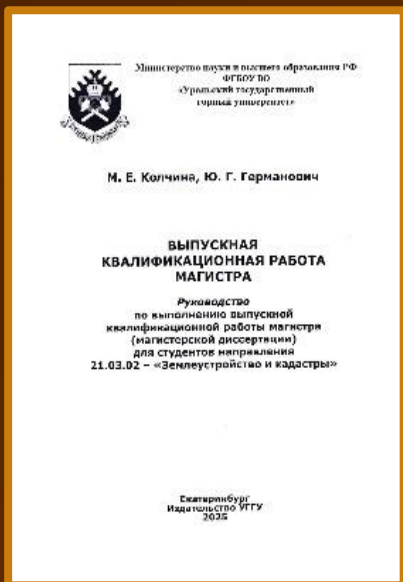 Министерство науки и высшего образования РФ
ФГБОУ ВО
«Уральский государственный
горный университет»
М. Е. Колчина, Ю. Г. Германович
ВЫПУСКНАЯ
КВАЛИФИКАЦИОННАЯ РАБОТА
МАГИСТРА
Руководство
по выполнению выпускной
квалификационной работы магистра
(магистерской диссертации)
для студентов направления
21.03.02 – «Землеустройство и кадастры»
Екатеринбург
Издательство УГГУ
2025